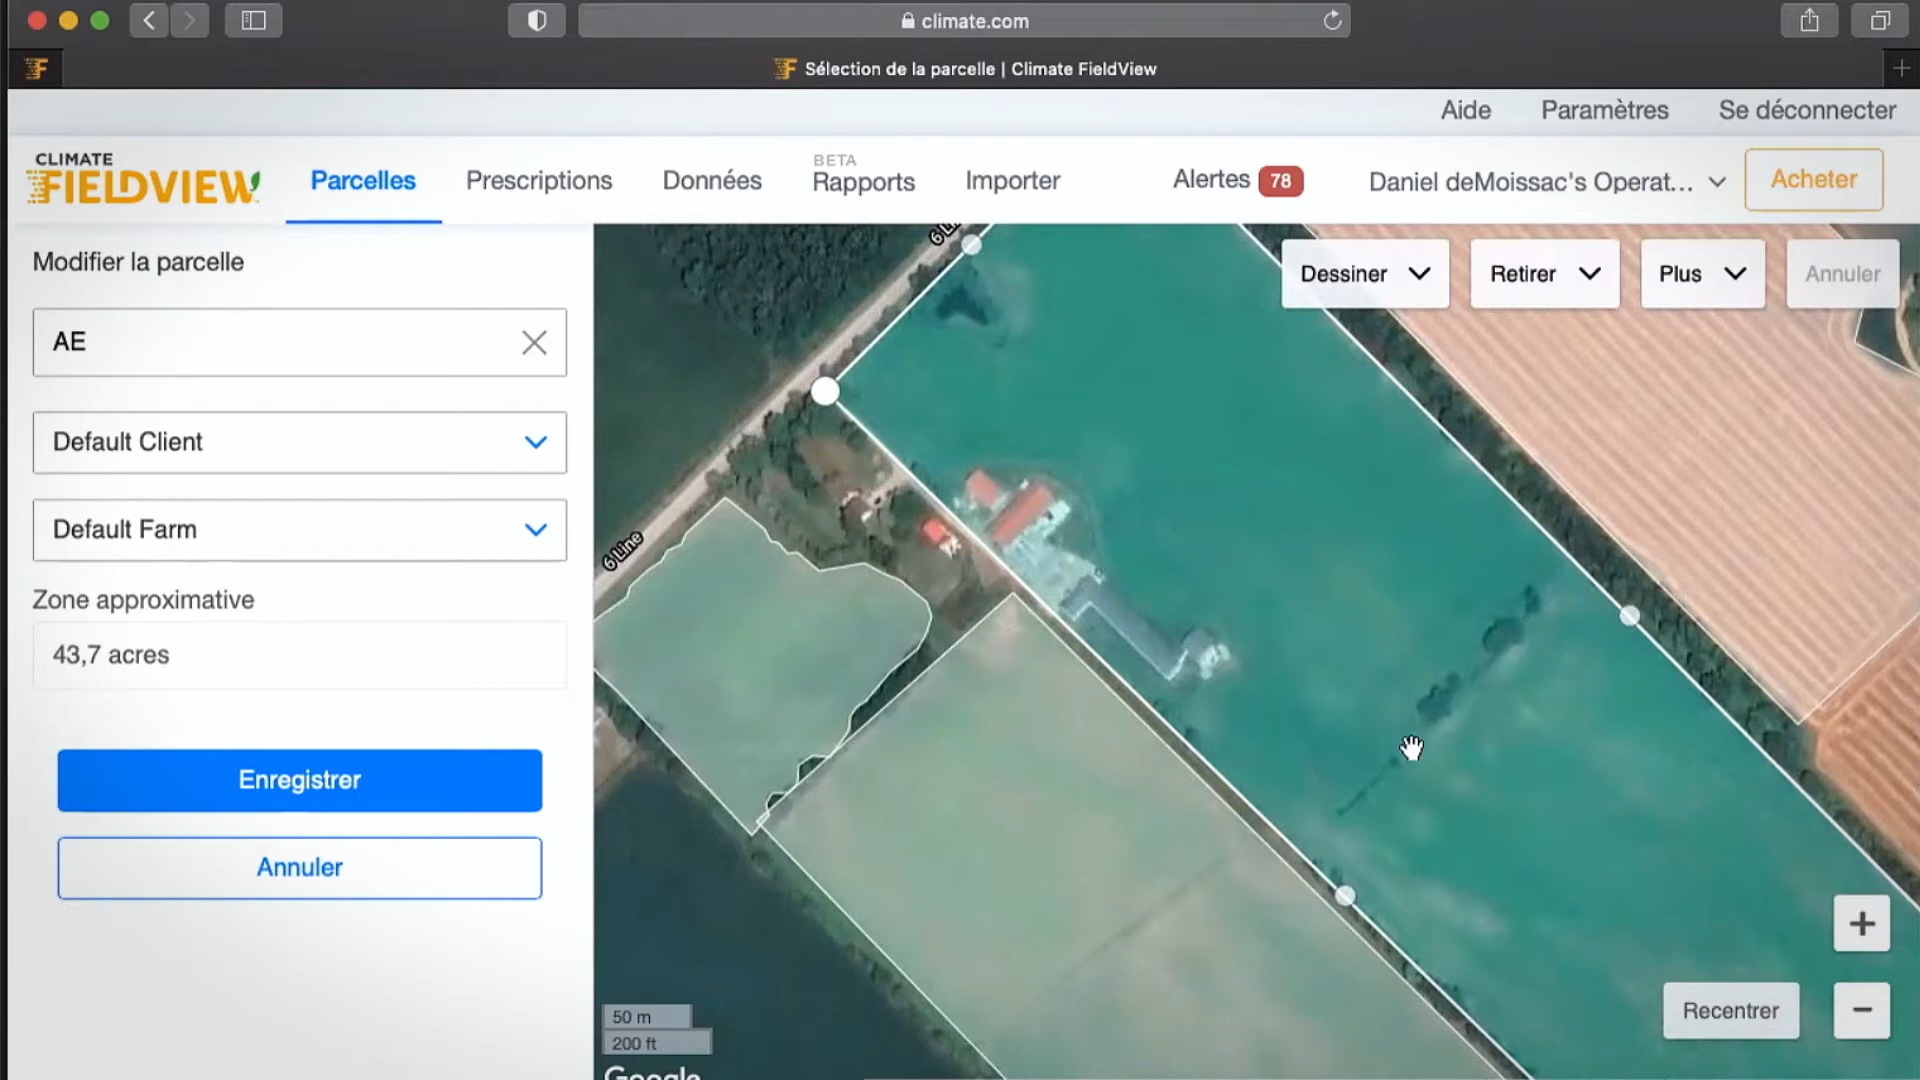 climate.com
Sélection de la parcelle | Climate FieldView
Aide Paramètres Se déconnecter
CLIMATE
FIELDVIEW
Parcelles Prescriptions Données BETA Rapports Importer Alertes 78 Daniel deMoissac's Operat... Acheter
Modifier la parcelle
AE
Default Client
Default Farm
Zone approximative
43,7 acres
Enregistrer
Annuler
Dessiner Retirer Plus Annuler
6 Li
6 Line
+
Recentrer −
50 m
200 ft
Google